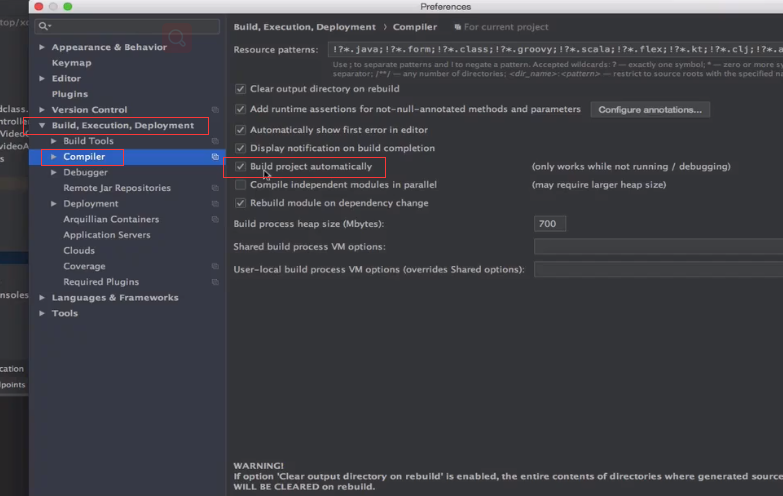 Preferences
top/xc
Appearance & Behavior
Keymap
Editor
Plugins
Version Control
Build, Execution, Deployment
Build Tools
Compiler
Debugger
Remote Jar Repositories
Deployment
Arquillian Containers
Application Servers
Clouds
Coverage
Required Plugins
Languages & Frameworks
Tools
dclass.
ntrolle
Video
videoA
s
nsoles
cation
lpoints
Build, Execution, Deployment › Compiler For current project
Resource patterns: !?*.java;!?*.form;!?*.class;!?*.groovy;!?*.scala;!?*.flex;!?*.kt;!?*.clj;!?*.a
Use ; to separate patterns and ! to negate a pattern. Accepted wildcards: ? — exactly one symbol; * — zero or more sy
separator; /**/ — any number of directories; <dir_name>:<pattern> — restrict to source roots with the specified na
Clear output directory on rebuild
Add runtime assertions for not-null-annotated methods and parameters Configure annotations...
Automatically show first error in editor
Display notification on build completion
Build project automatically (only works while not running / debugging)
Compile independent modules in parallel (may require larger heap size)
Rebuild module on dependency change
Build process heap size (Mbytes): 700
Shared build process VM options:
User-local build process VM options (overrides Shared options):
WARNING!
If option 'Clear output directory on rebuild' is enabled, the entire contents of directories where generated source
WILL BE CLEARED on rebuild.